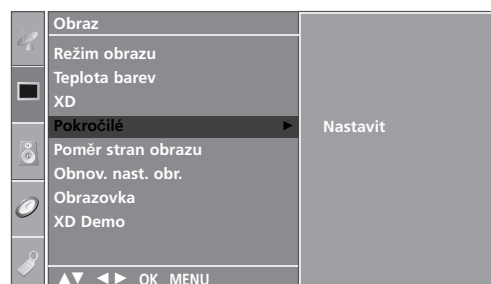 Obraz
Režim obrazu
Teplota barev
XD
Pokročilé ► Nastavit
Poměr stran obrazu
Obnov. nast. obr.
Obrazovka
XD Demo
▲▼ ◄► OK MENU